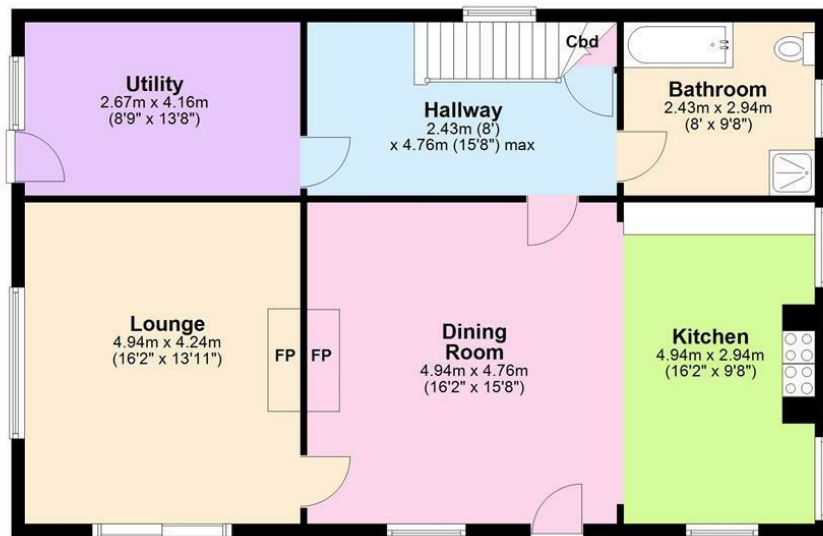 Utility
2.67m x 4.16m
(8'9" x 13'8")
Hallway
2.43m (8')
x 4.76m (15'8") max
Cbd
Bathroom
2.43m x 2.94m
(8' x 9'8")
Lounge
4.94m x 4.24m
(16'2" x 13'11")
FP
FP
Dining
Room
4.94m x 4.76m
(16'2" x 15'8")
Kitchen
4.94m x 2.94m
(16'2" x 9'8")